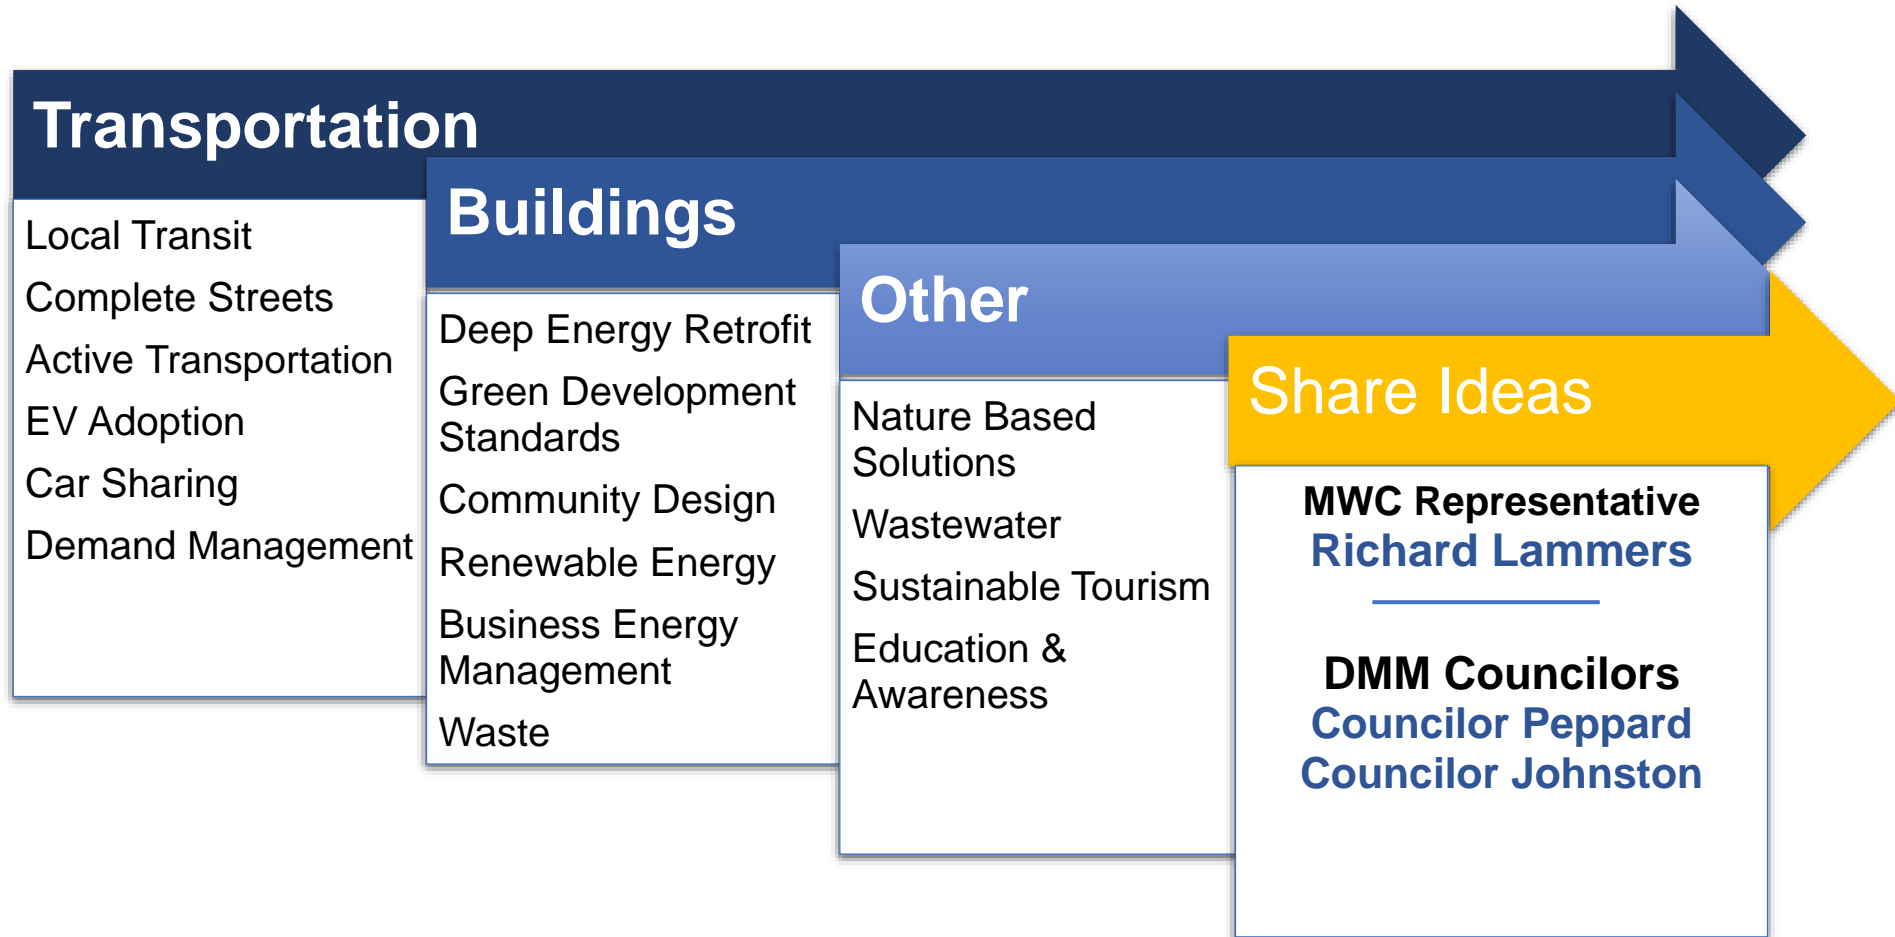 Transportation
Local Transit
Complete Streets
Active Transportation
EV Adoption
Car Sharing
Demand Management
Buildings
Deep Energy Retrofit
Green Development
Standards
Community Design
Renewable Energy
Business Energy
Management
Waste
Other
Nature Based
Solutions
Wastewater
Sustainable Tourism
Education &
Awareness
Share Ideas
MWC Representative
Richard Lammers
DMM Councilors
Councilor Peppard
Councilor Johnston